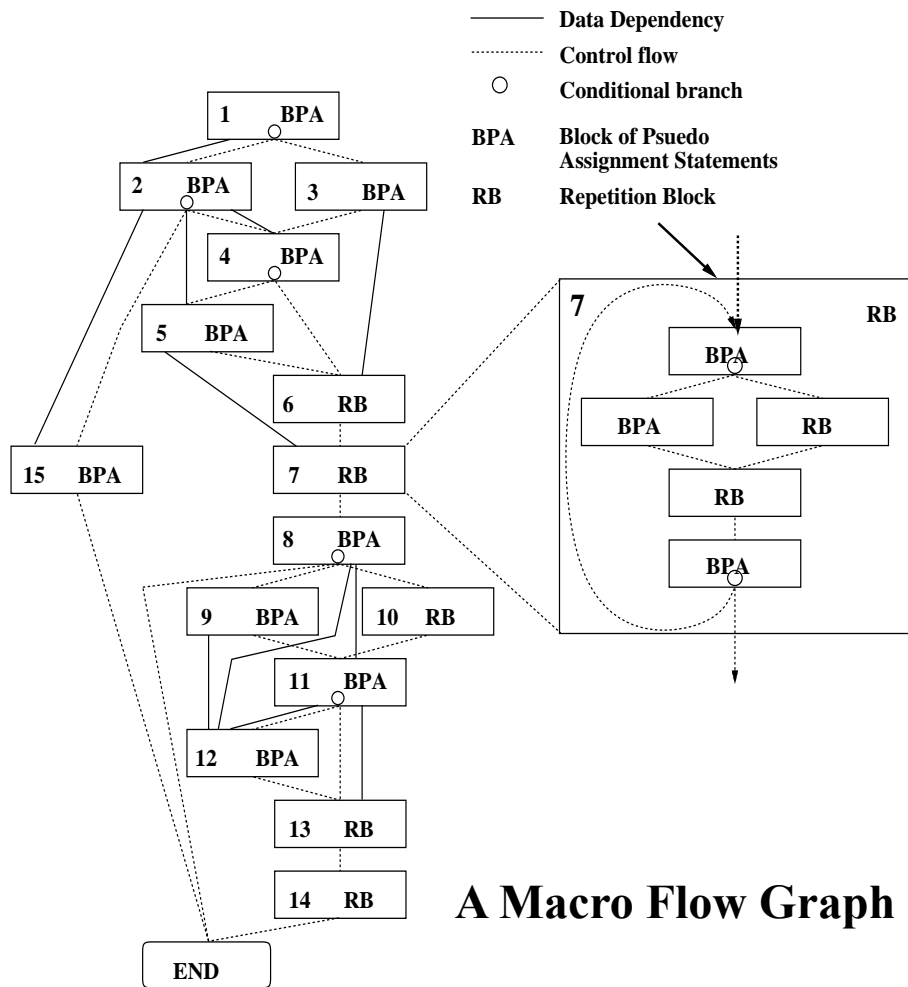 Data Dependency
Control flow
Conditional branch
BPA Block of Psuedo
Assignment Statements
RB Repetition Block
1 BPA
2 BPA
3 BPA
4 BPA
5 BPA
6 RB
15 BPA
7 RB
8 BPA
9 BPA
10 RB
11 BPA
12 BPA
13 RB
14 RB
END
7 RB
BPA
BPA RB
RB
BPA
A Macro Flow Graph